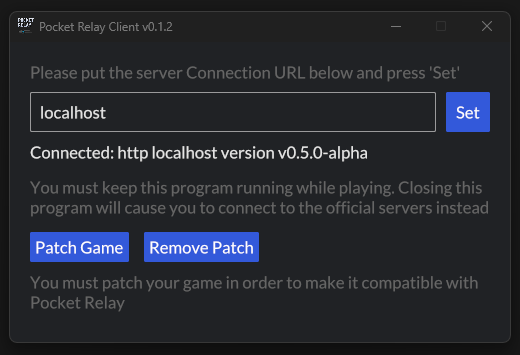 POCKET
RELAY
Pocket Relay Client v0.1.2
Please put the server Connection URL below and press 'Set'
localhost
Set
Connected: http localhost version v0.5.0-alpha
You must keep this program running while playing. Closing this
program will cause you to connect to the official servers instead
Patch Game
Remove Patch
You must patch your game in order to make it compatible with
Pocket Relay